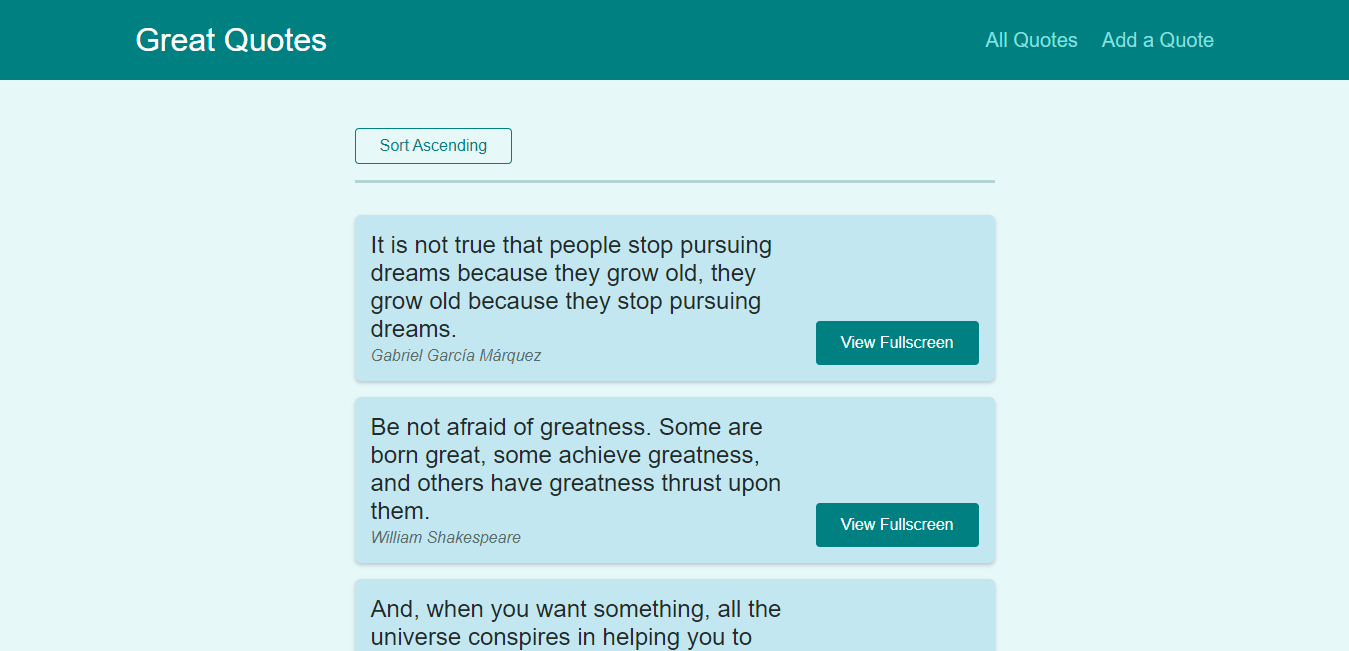 Great Quotes
All Quotes
Add a Quote
Sort Ascending
It is not true that people stop pursuing
dreams because they grow old, they
grow old because they stop pursuing
dreams.
Gabriel García Márquez
View Fullscreen
Be not afraid of greatness. Some are
born great, some achieve greatness,
and others have greatness thrust upon
them.
William Shakespeare
View Fullscreen
And, when you want something, all the
universe conspires in helping you to